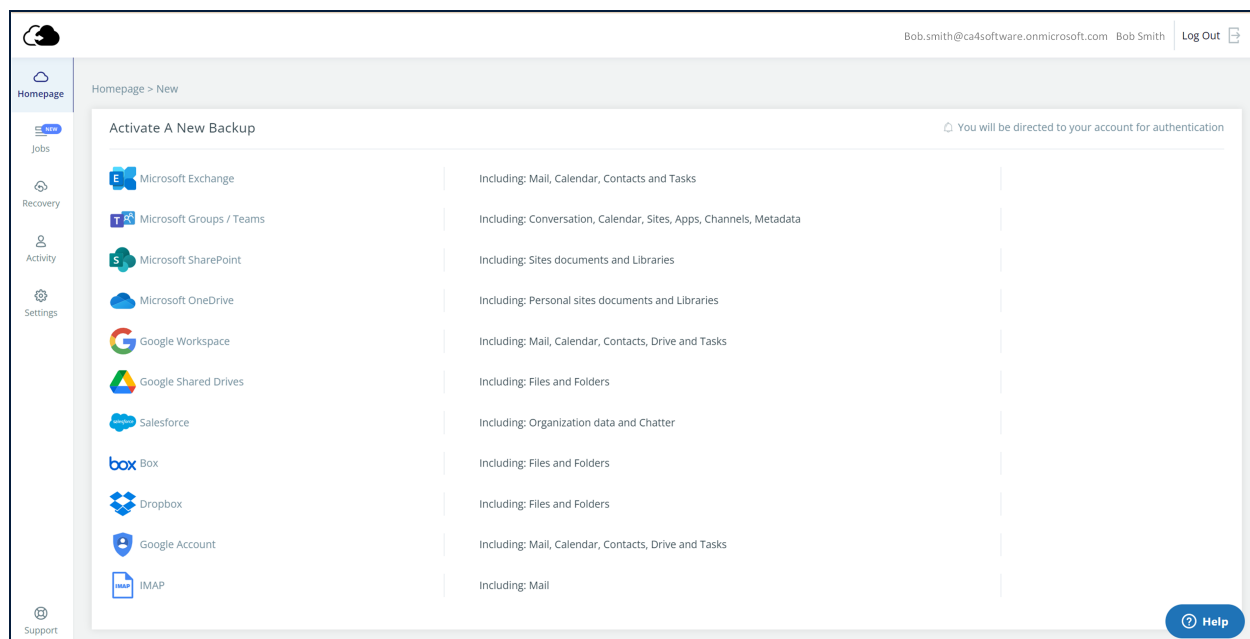 Bob.smith@ca4software.onmicrosoft.com Bob Smith Log Out
Homepage
NEW
Jobs
Recovery
Activity
Settings
Support
Homepage > New
Activate A New Backup
You will be directed to your account for authentication
E Microsoft Exchange Including: Mail, Calendar, Contacts and Tasks
T Microsoft Groups / Teams Including: Conversation, Calendar, Sites, Apps, Channels, Metadata
S Microsoft SharePoint Including: Sites documents and Libraries
Microsoft OneDrive Including: Personal sites documents and Libraries
Google Workspace Including: Mail, Calendar, Contacts, Drive and Tasks
Google Shared Drives Including: Files and Folders
salesforce Salesforce Including: Organization data and Chatter
box Box Including: Files and Folders
Dropbox Including: Files and Folders
Google Account Including: Mail, Calendar, Contacts, Drive and Tasks
IMAP IMAP Including: Mail
Help